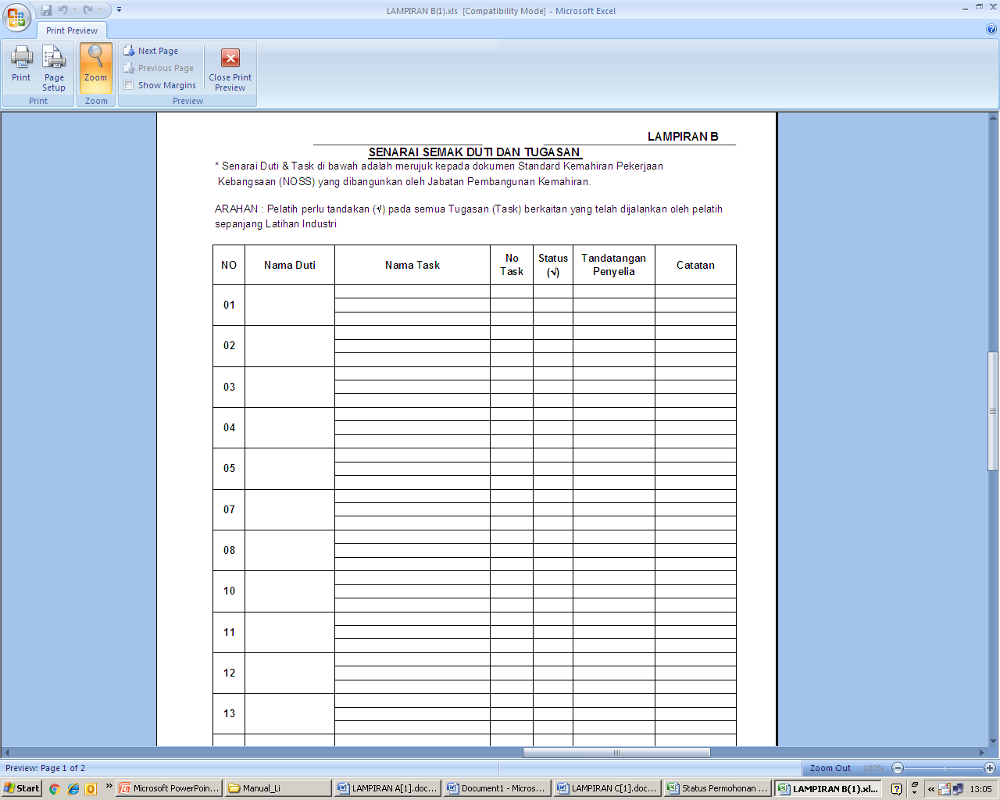 LAMPIRAN B(1).xls  [Compatibility Mode] - Microsoft Excel
Print Preview
Print
Page Setup
Zoom
Next Page
Previous Page
Show Margins
Close Print Preview
Print
Zoom
Preview
LAMPIRAN B
SENARAI SEMAK DUTI DAN TUGASAN
* Senarai Duti & Task di bawah adalah merujuk kepada dokumen Standard Kemahiran Pekerjaan
Kebangsaan (NOSS) yang dibangunkan oleh Jabatan Pembangunan Kemahiran.
ARAHAN : Pelatih perlu tandakan (√) pada semua Tugasan (Task) berkaitan yang telah dijalankan oleh pelatih
sepanjang Latihan Industri
NO Nama Duti Nama Task No Task Status (√) Tandatangan Penyelia Catatan
01
02
03
04
05
07
08
10
11
12
13
Preview: Page 1 of 2
Zoom Out 100%
Start » Microsoft PowerPoin... Manual_Li LAMPIRAN A[1].doc... Document1 - Micros... LAMPIRAN C[1].doc... Status Permohonan ... LAMPIRAN B(1).xl... « 13:05